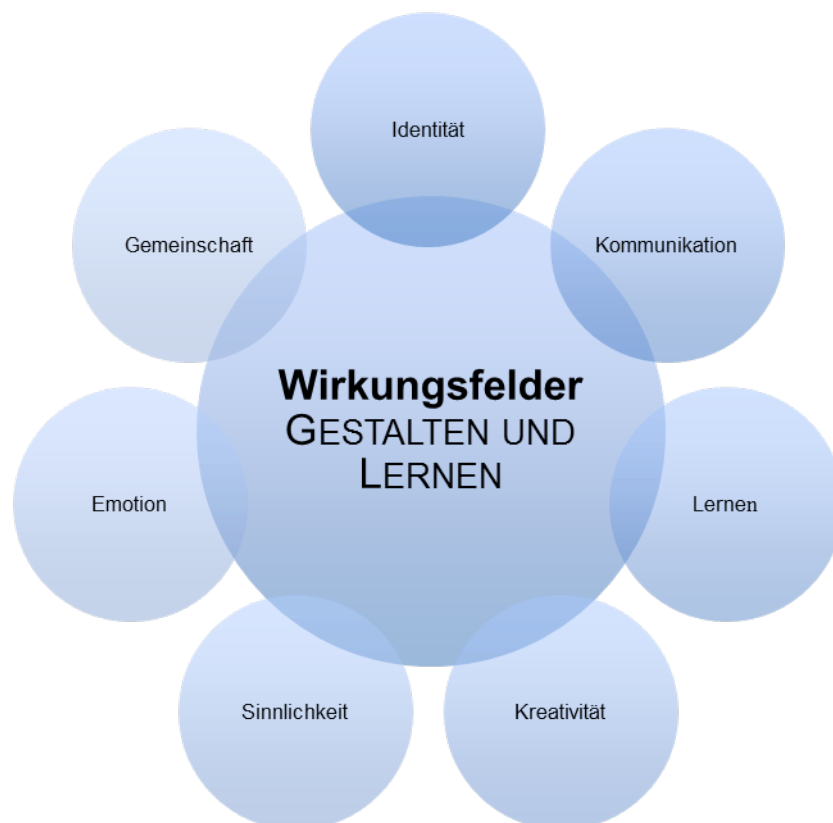 Identität
Gemeinschaft
Kommunikation
Wirkungsfelder
GESTALTEN UND
LERNEN
Emotion
Lernen
Sinnlichkeit
Kreativität